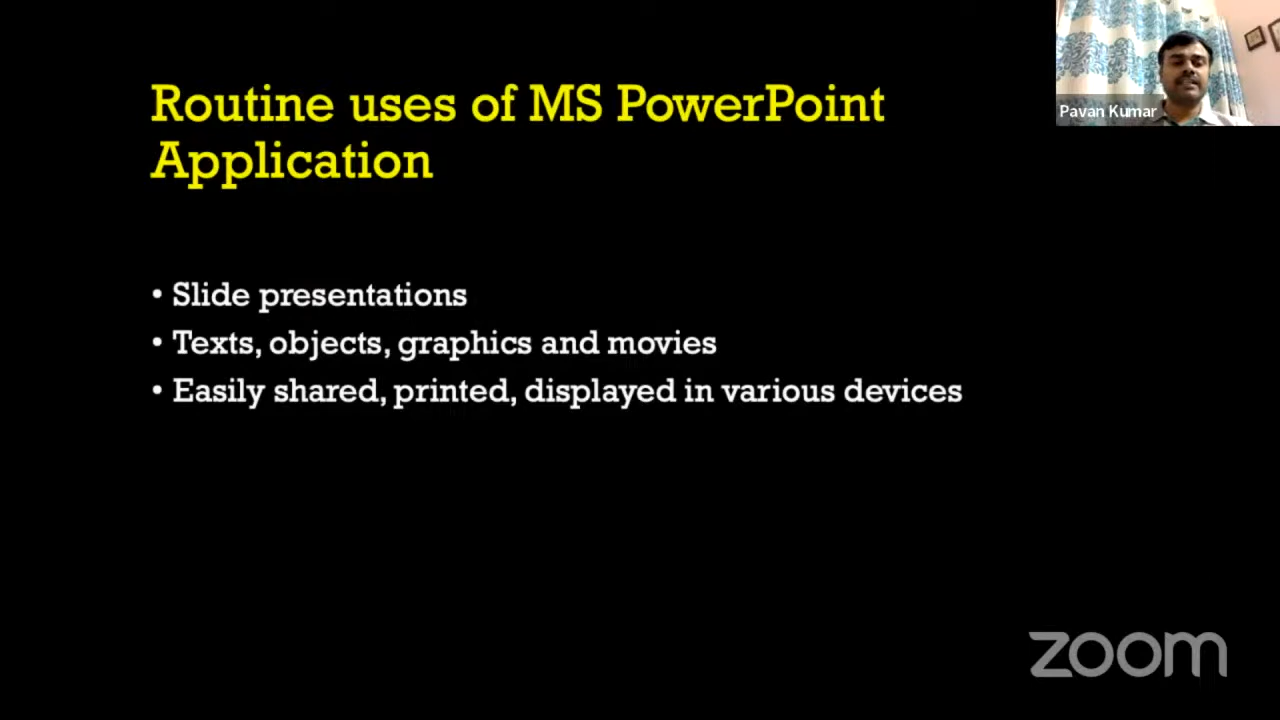 Routine uses of MS PowerPoint
Application
• Slide presentations
• Texts, objects, graphics and movies
• Easily shared, printed, displayed in various devices
Pavan Kumar
zoom